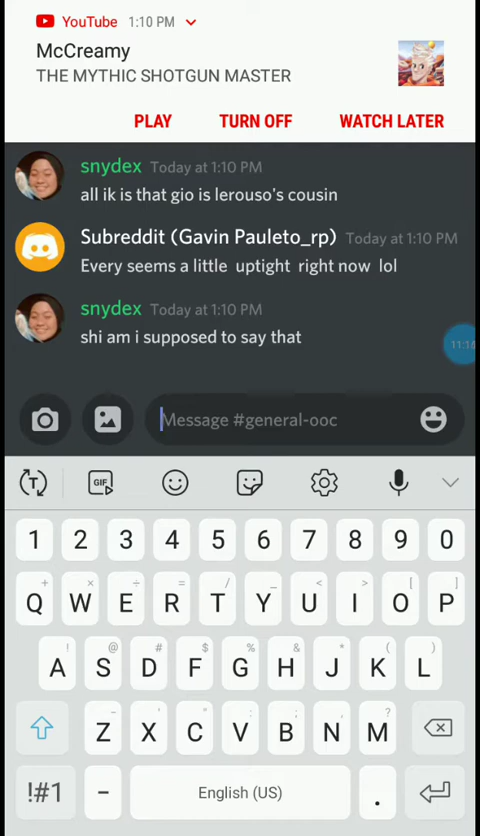 YouTube 1:10 PM
McCreamy
THE MYTHIC SHOTGUN MASTER
PLAY TURN OFF WATCH LATER
snydex Today at 1:10 PM
all ik is that gio is lerouso's cousin
Subreddit (Gavin Pauleto_rp) Today at 1:10 PM
Every seems a little uptight right now lol
snydex Today at 1:10 PM
shi am i supposed to say that
11:16
Message #general-ooc
T GIF
1 2 3 4 5 6 7 8 9 0
+ × ÷ = / _ < > [ ]
Q W E R T Y U I O P
! @ # $ % ^ & * ( )
A S D F G H J K L
- ' " : ; , ?
Z X C V B N M
!#1 - English (US) .